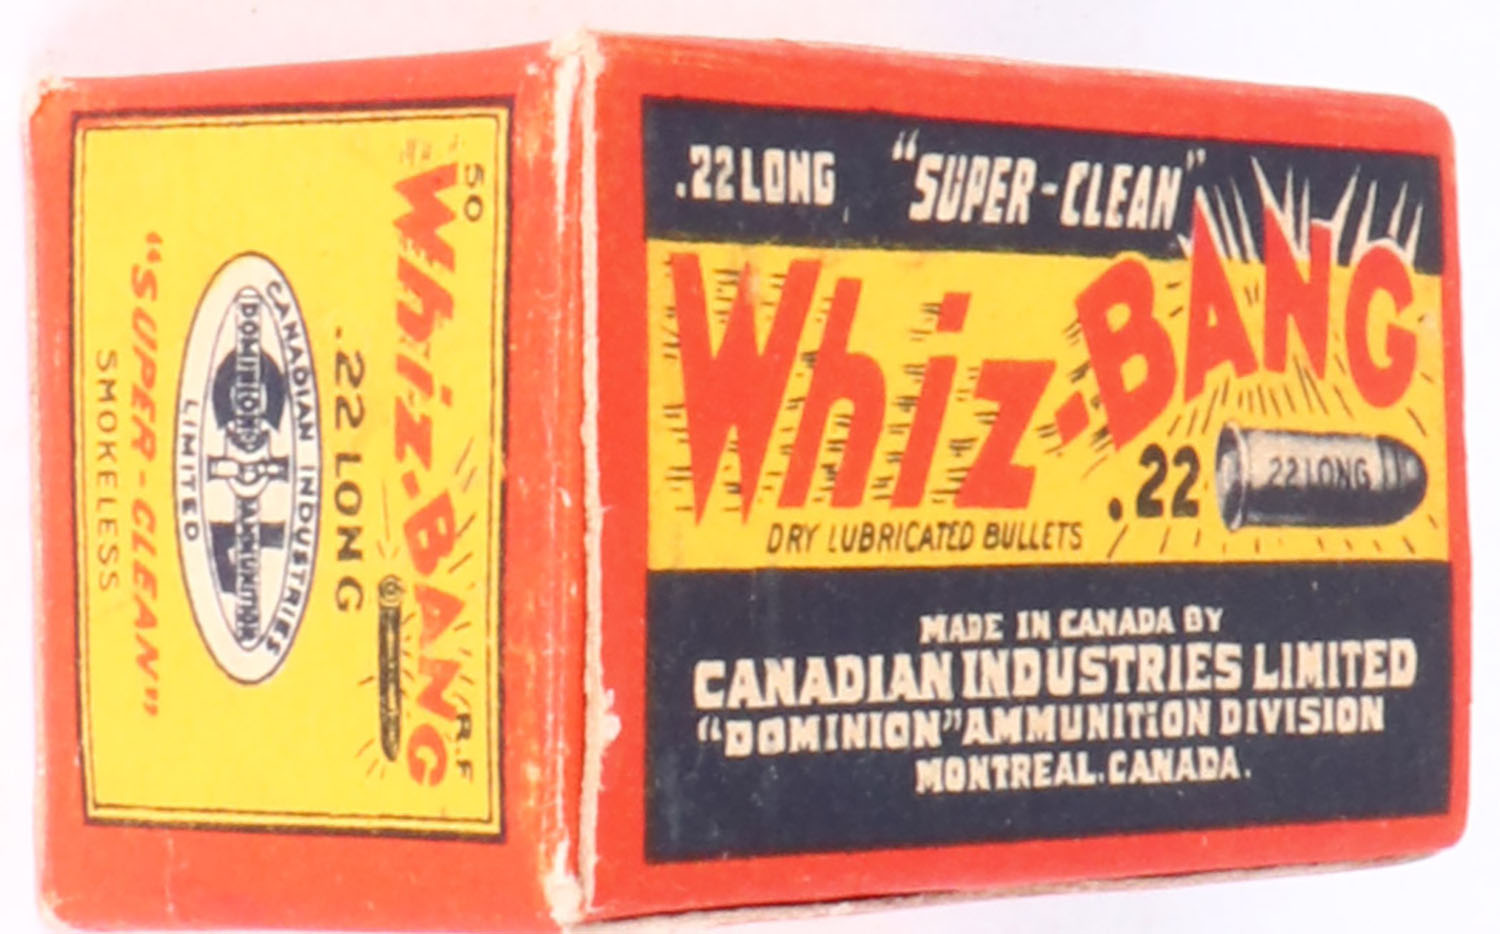 50
Whiz-BANG
R.F
.22 LONG
CANADIAN INDUSTRIES
DOMINION AMMUNITION
LIMITED
"SUPER-CLEAN"
SMOKELESS
.22 LONG "SUPER-CLEAN"
Whiz-BANG
.22
22 LONG
DRY LUBRICATED BULLETS
MADE IN CANADA BY
CANADIAN INDUSTRIES LIMITED
"DOMINION" AMMUNITION DIVISION
MONTREAL. CANADA.